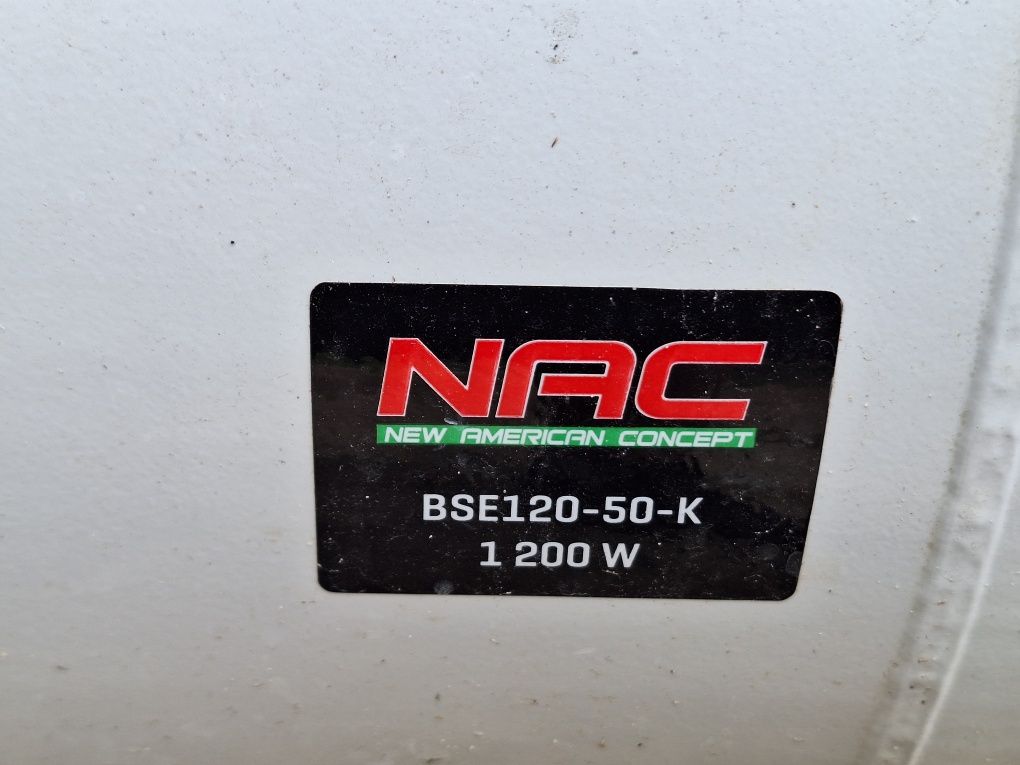 NAC
NEW AMERICAN CONCEPT
BSE120-50-K
1 200 W